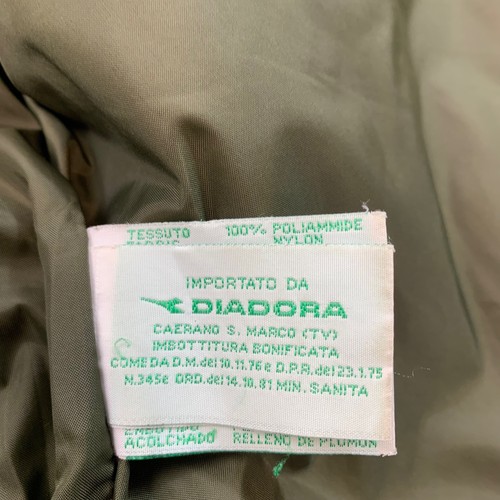 TESSUTO 100% POLIAMMIDE
NYLON
IMPORTATO DA
DIADORA
CAERANO S. MARCO (TV)
IMBOTTITURA BONIFICATA
COME DA D.M. del 10.11.76 e D.P.R. del 23.1.75
N.3456 ORD. del 14.10.81 MIN. SANITA
ACOLCHADO RELLENO DE PLUMON